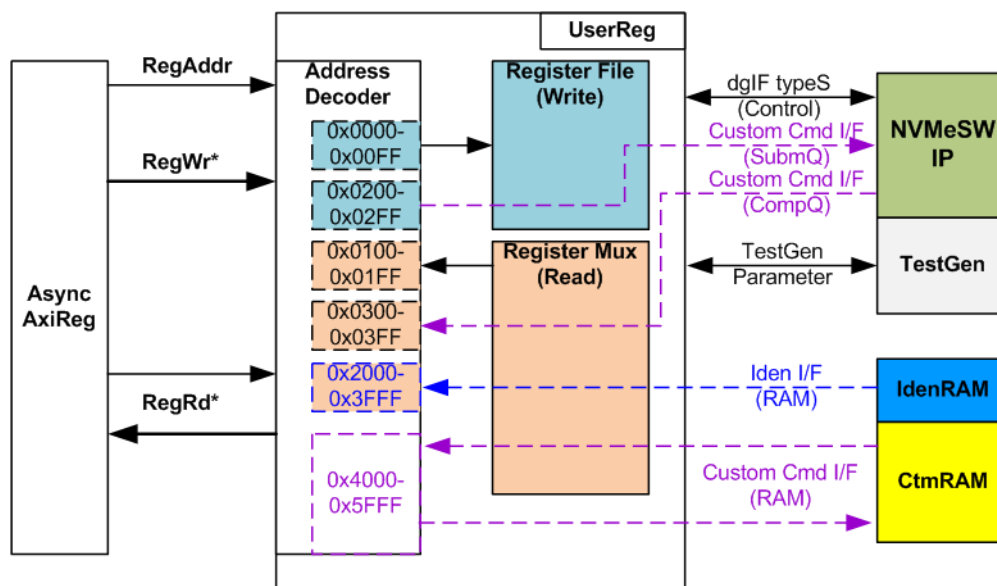 UserReg
Async
AxiReg
RegAddr
RegWr*
RegRd*
Address
Decoder
0x0000-
0x00FF
0x0200-
0x02FF
0x0100-
0x01FF
0x0300-
0x03FF
0x2000-
0x3FFF
0x4000-
0x5FFF
Register File
(Write)
Register Mux
(Read)
dgIF typeS
(Control)
Custom Cmd I/F
(SubmQ)
Custom Cmd I/F
(CompQ)
TestGen
Parameter
Iden I/F
(RAM)
Custom Cmd I/F
(RAM)
NVMeSW
IP
TestGen
IdenRAM
CtmRAM